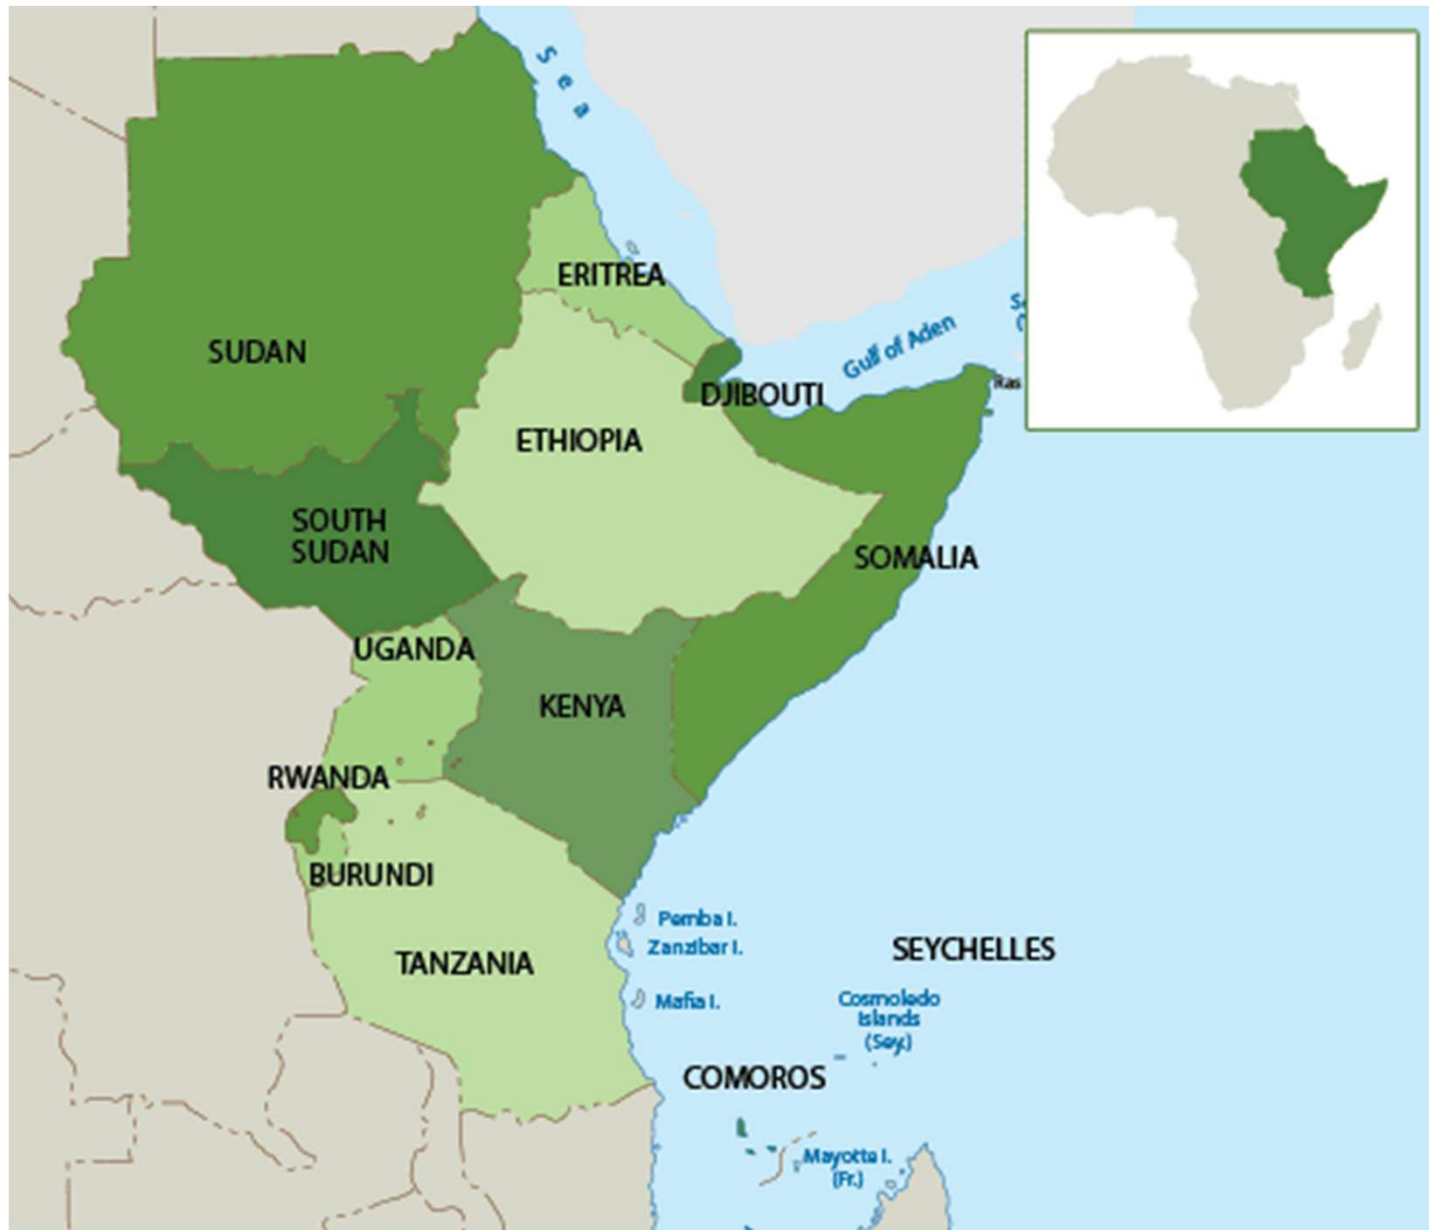 Sea
ERITREA
SUDAN
Gulf of Aden
Ras
DJIBOUTI
ETHIOPIA
SOUTH
SUDAN
SOMALIA
UGANDA
KENYA
RWANDA
BURUNDI
Pemba I.
Zanzibar I.
SEYCHELLES
TANZANIA
Mafia I.
Cosmoledo
Islands
(Sey.)
COMOROS
Mayotte I.
(Fr.)